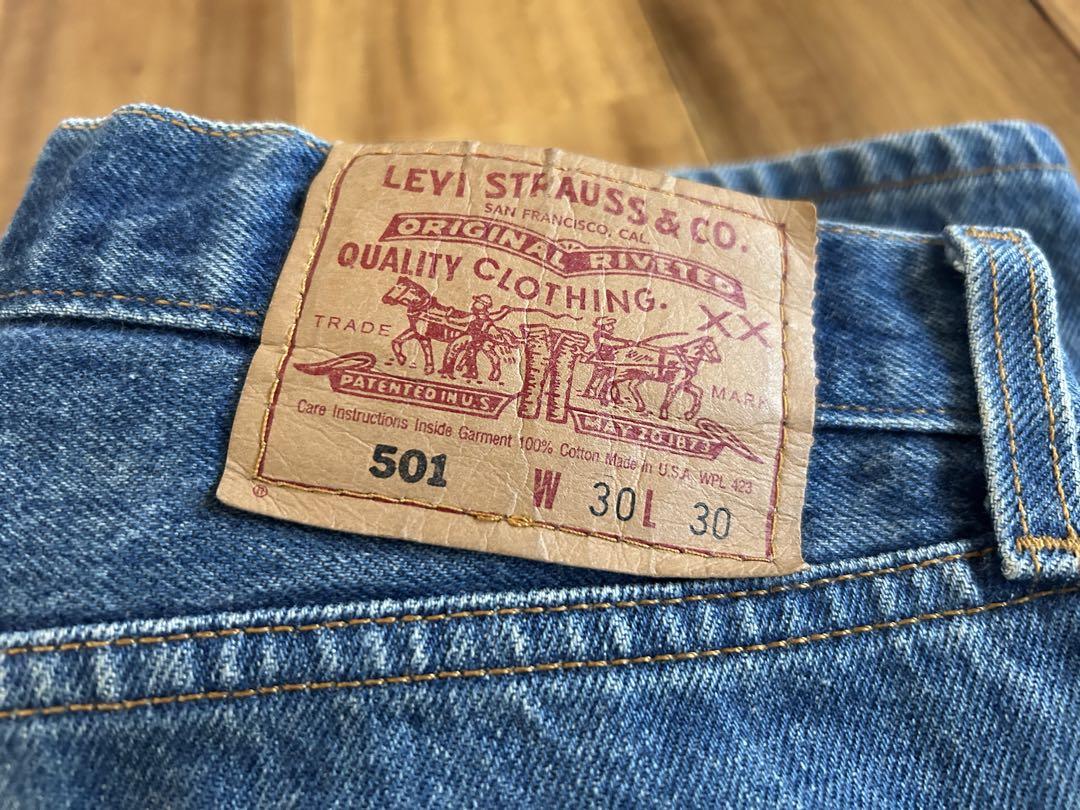 LEVI STRAUSS & CO.
SAN FRANCISCO, CAL.
ORIGINAL RIVETED
QUALITY CLOTHING.
XX
TRADE MARK
PATENTED IN U.S. MAY 20 1873
Care Instructions Inside Garment 100% Cotton Made in U.S.A. WPL 423
501 W 30 L 30
®